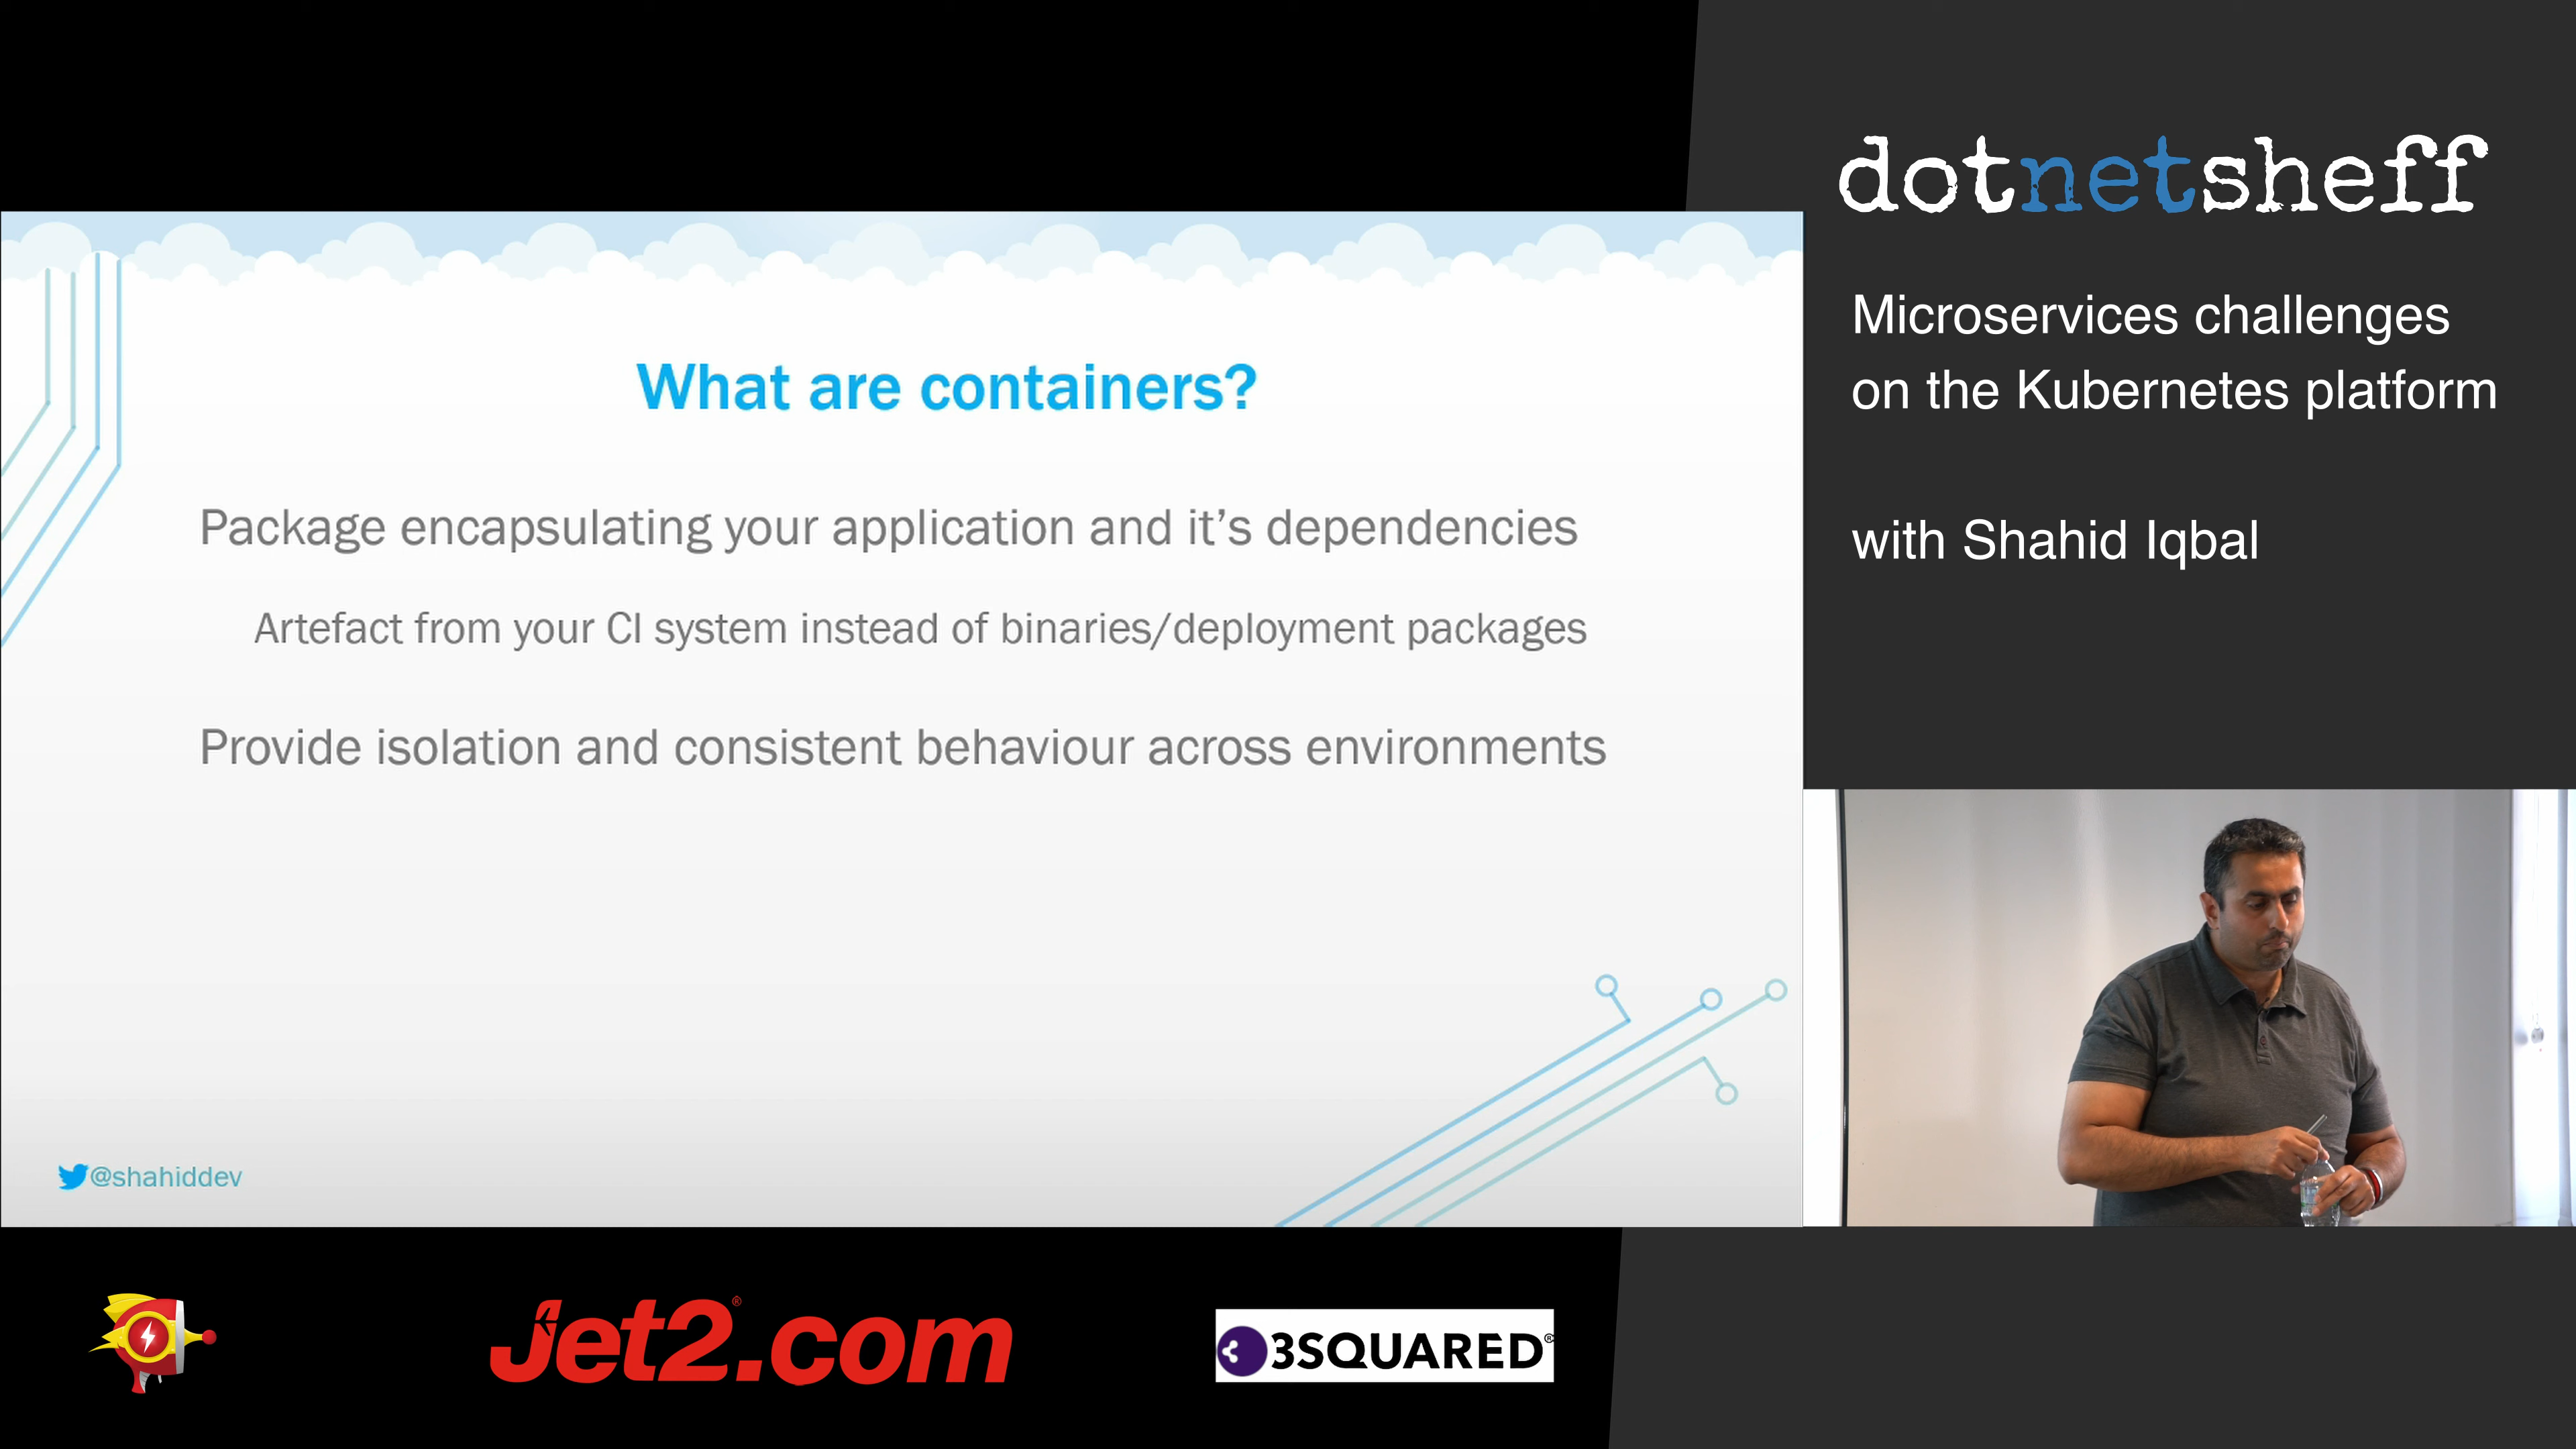 dotnetsheff
Microservices challenges
on the Kubernetes platform
with Shahid Iqbal
What are containers?
Package encapsulating your application and it’s dependencies
Artefact from your CI system instead of binaries/deployment packages
Provide isolation and consistent behaviour across environments
@shahiddev
Jet2.com®
3SQUARED®